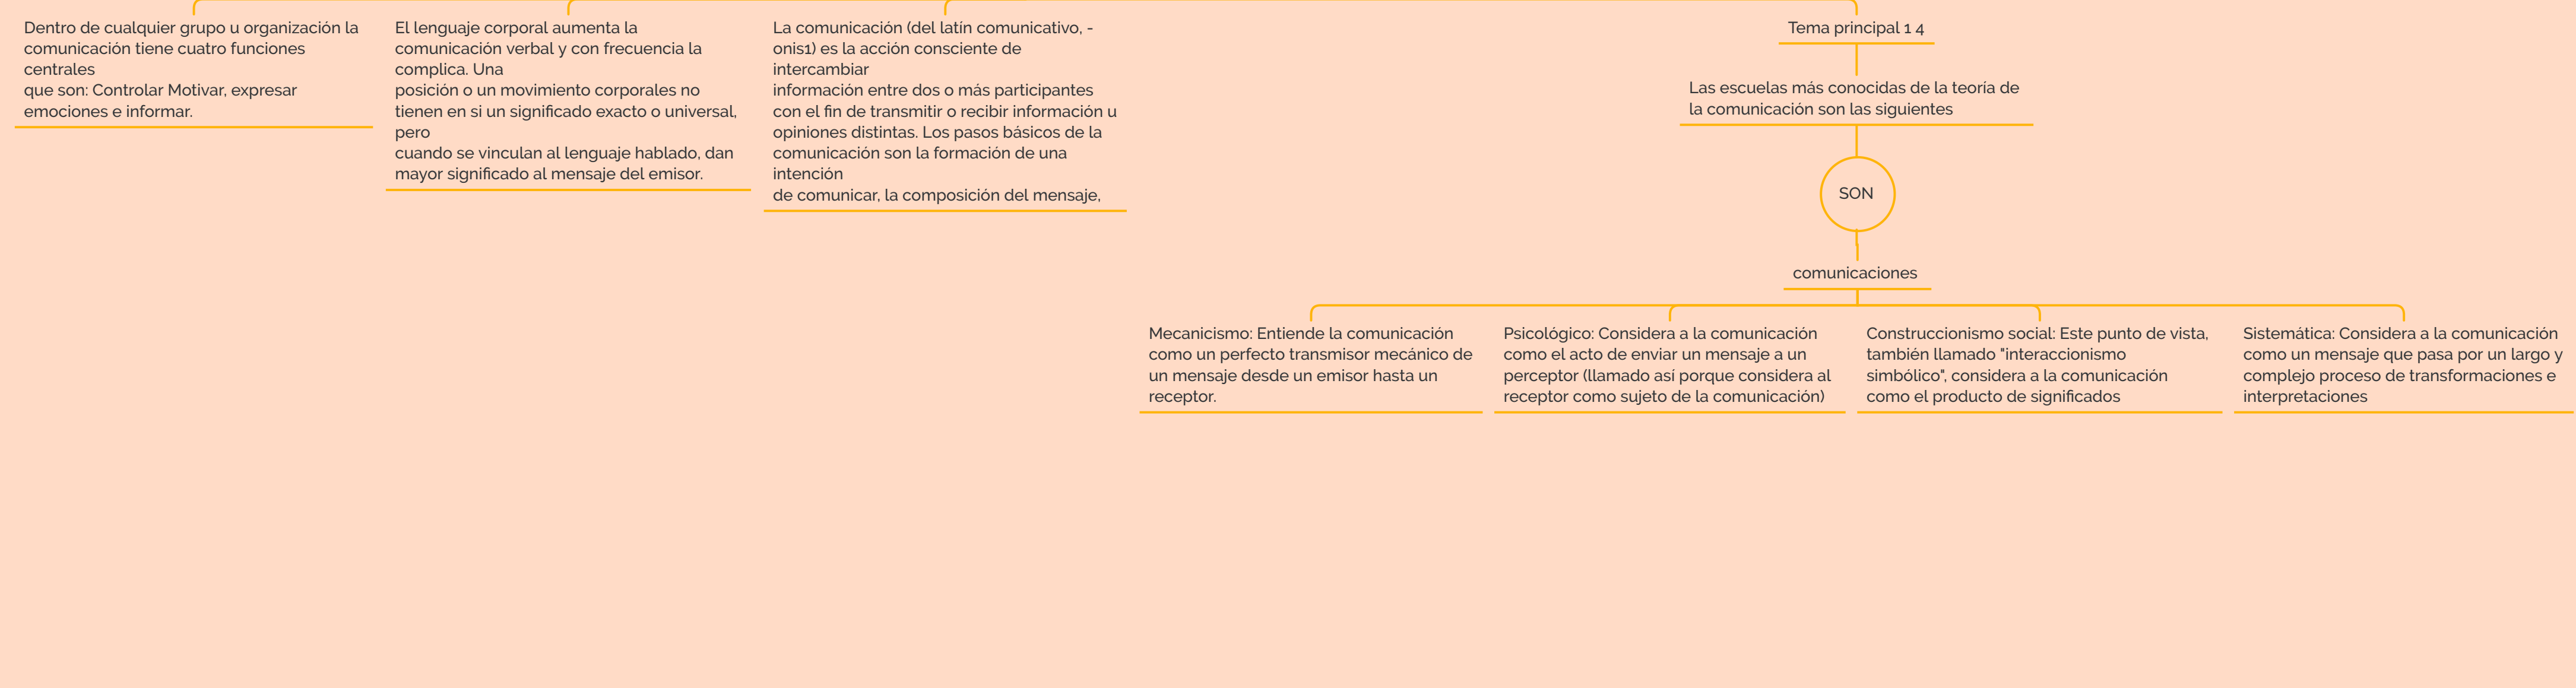 Dentro de cualquier grupo u organización la
comunicación tiene cuatro funciones
centrales
que son: Controlar Motivar, expresar
emociones e informar.
El lenguaje corporal aumenta la
comunicación verbal y con frecuencia la
complica. Una
posición o un movimiento corporales no
tienen en si un significado exacto o universal,
pero
cuando se vinculan al lenguaje hablado, dan
mayor significado al mensaje del emisor.
La comunicación (del latín comunicativo, -
onis1) es la acción consciente de
intercambiar
información entre dos o más participantes
con el fin de transmitir o recibir información u
opiniones distintas. Los pasos básicos de la
comunicación son la formación de una
intención
de comunicar, la composición del mensaje,
Tema principal 1 4
Las escuelas más conocidas de la teoría de
la comunicación son las siguientes
SON
comunicaciones
Mecanicismo: Entiende la comunicación
como un perfecto transmisor mecánico de
un mensaje desde un emisor hasta un
receptor.
Psicológico: Considera a la comunicación
como el acto de enviar un mensaje a un
perceptor (llamado así porque considera al
receptor como sujeto de la comunicación)
Construccionismo social: Este punto de vista,
también llamado "interaccionismo
simbólico", considera a la comunicación
como el producto de significados
Sistemática: Considera a la comunicación
como un mensaje que pasa por un largo y
complejo proceso de transformaciones e
interpretaciones